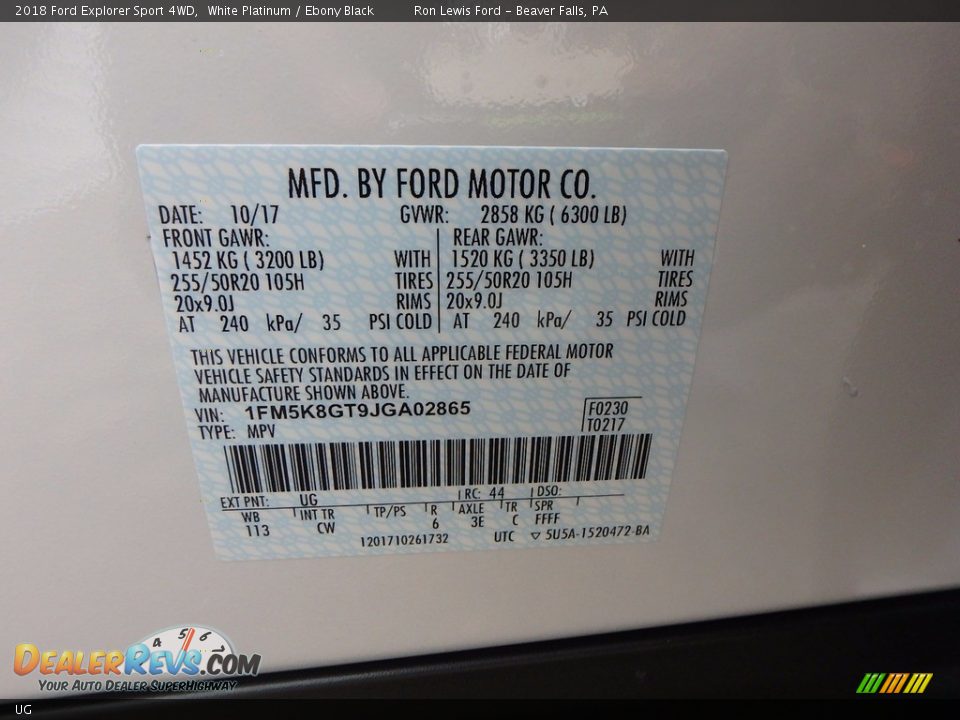 2018 Ford Explorer Sport 4WD, White Platinum / Ebony Black Ron Lewis Ford - Beaver Falls, PA
MFD. BY FORD MOTOR CO.
DATE: 10/17 GVWR: 2858 KG ( 6300 LB)
FRONT GAWR: REAR GAWR:
1452 KG ( 3200 LB) WITH 1520 KG ( 3350 LB) WITH
255/50R20 105H TIRES 255/50R20 105H TIRES
20x9.0J RIMS 20x9.0J RIMS
AT 240 kPa/ 35 PSI COLD AT 240 kPa/ 35 PSI COLD
THIS VEHICLE CONFORMS TO ALL APPLICABLE FEDERAL MOTOR
VEHICLE SAFETY STANDARDS IN EFFECT ON THE DATE OF
MANUFACTURE SHOWN ABOVE.
VIN: 1FM5K8GT9JGA02865 F0230
TYPE: MPV T0217
EXT PNT: UG RC: 44 DSO:
WB INT TR TP/PS R AXLE TR SPR
113 CW 6 3E C FFFF
1201710261732 UTC ▽ 5U5A-1520472-BA
4 5 6
DEALERREVS.COM
YOUR AUTO DEALER SUPERHIGHWAY
UG